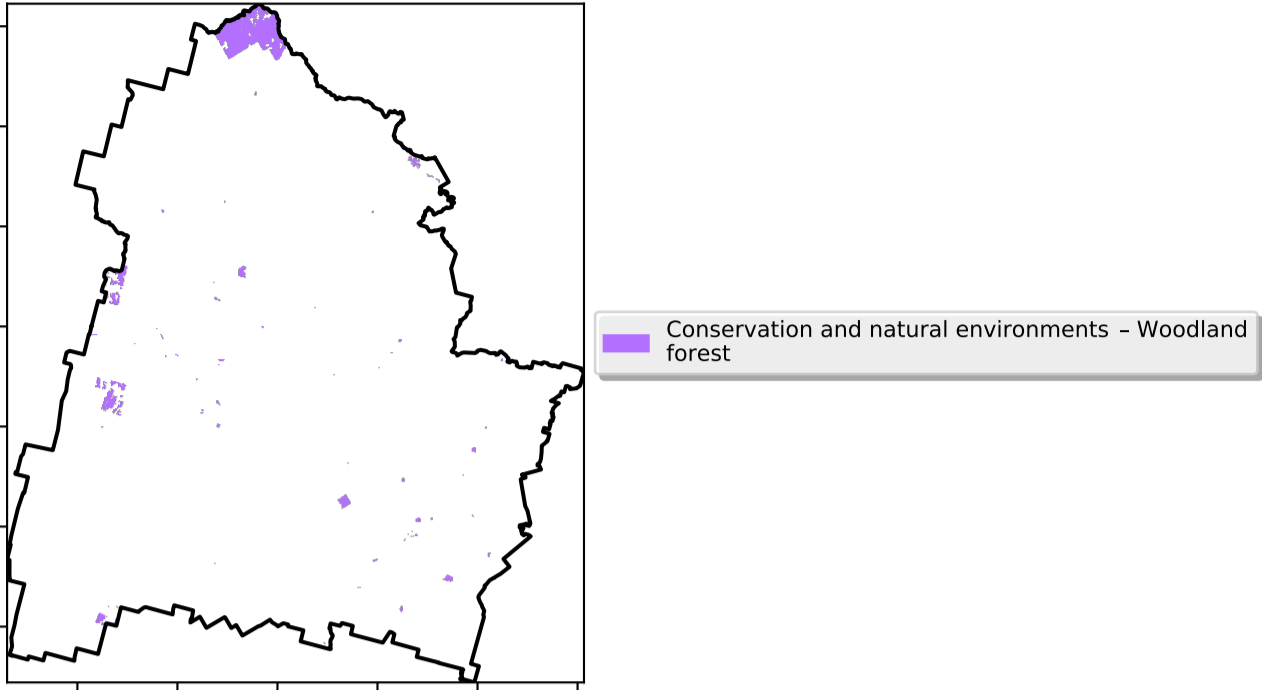 Conservation and natural environments – Woodland
forest